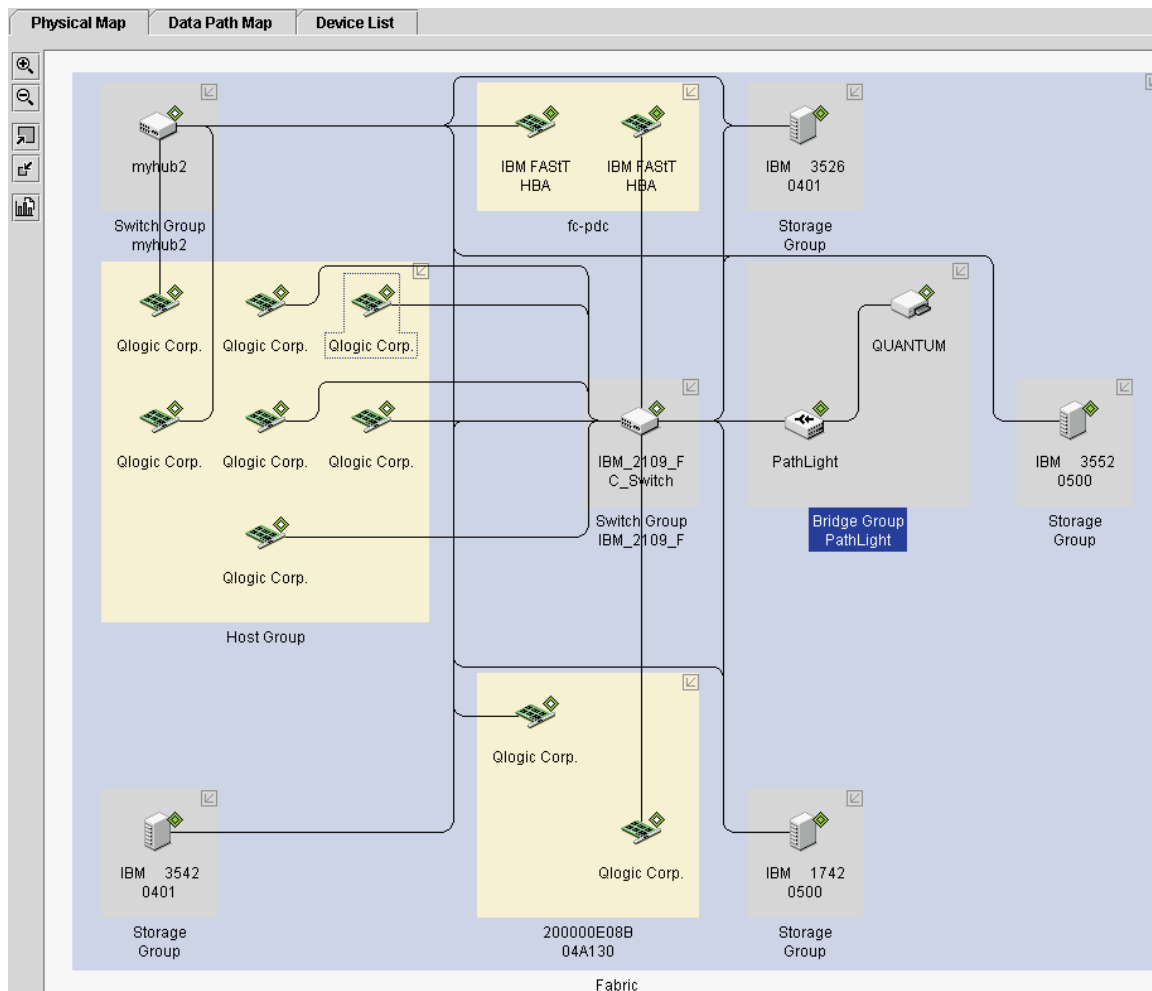 Physical Map
Data Path Map
Device List
myhub2
Switch Group
myhub2
IBM FAStT
HBA
IBM FAStT
HBA
fc-pdc
IBM 3526
0401
Storage
Group
Qlogic Corp.
Qlogic Corp.
Qlogic Corp.
Qlogic Corp.
Qlogic Corp.
Qlogic Corp.
Qlogic Corp.
Host Group
IBM_2109_F
C_Switch
Switch Group
IBM_2109_F
QUANTUM
PathLight
Bridge Group
PathLight
IBM 3552
0500
Storage
Group
IBM 3542
0401
Storage
Group
Qlogic Corp.
Qlogic Corp.
200000E08B
04A130
IBM 1742
0500
Storage
Group
Fabric